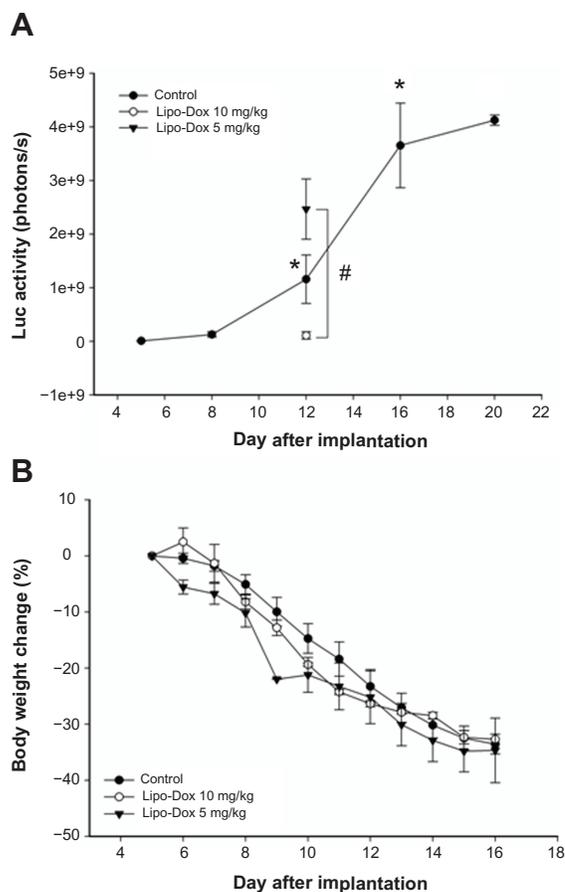 A
5e+9
4e+9
3e+9
2e+9
1e+9
0
−1e+9
Luc activity (photons/s)
Control
Lipo-Dox 10 mg/kg
Lipo-Dox 5 mg/kg
*
*
#
4 6 8 10 12 14 16 18 20 22
Day after implantation
B
10
0
−10
−20
−30
−40
−50
Body weight change (%)
Control
Lipo-Dox 10 mg/kg
Lipo-Dox 5 mg/kg
4 6 8 10 12 14 16 18
Day after implantation